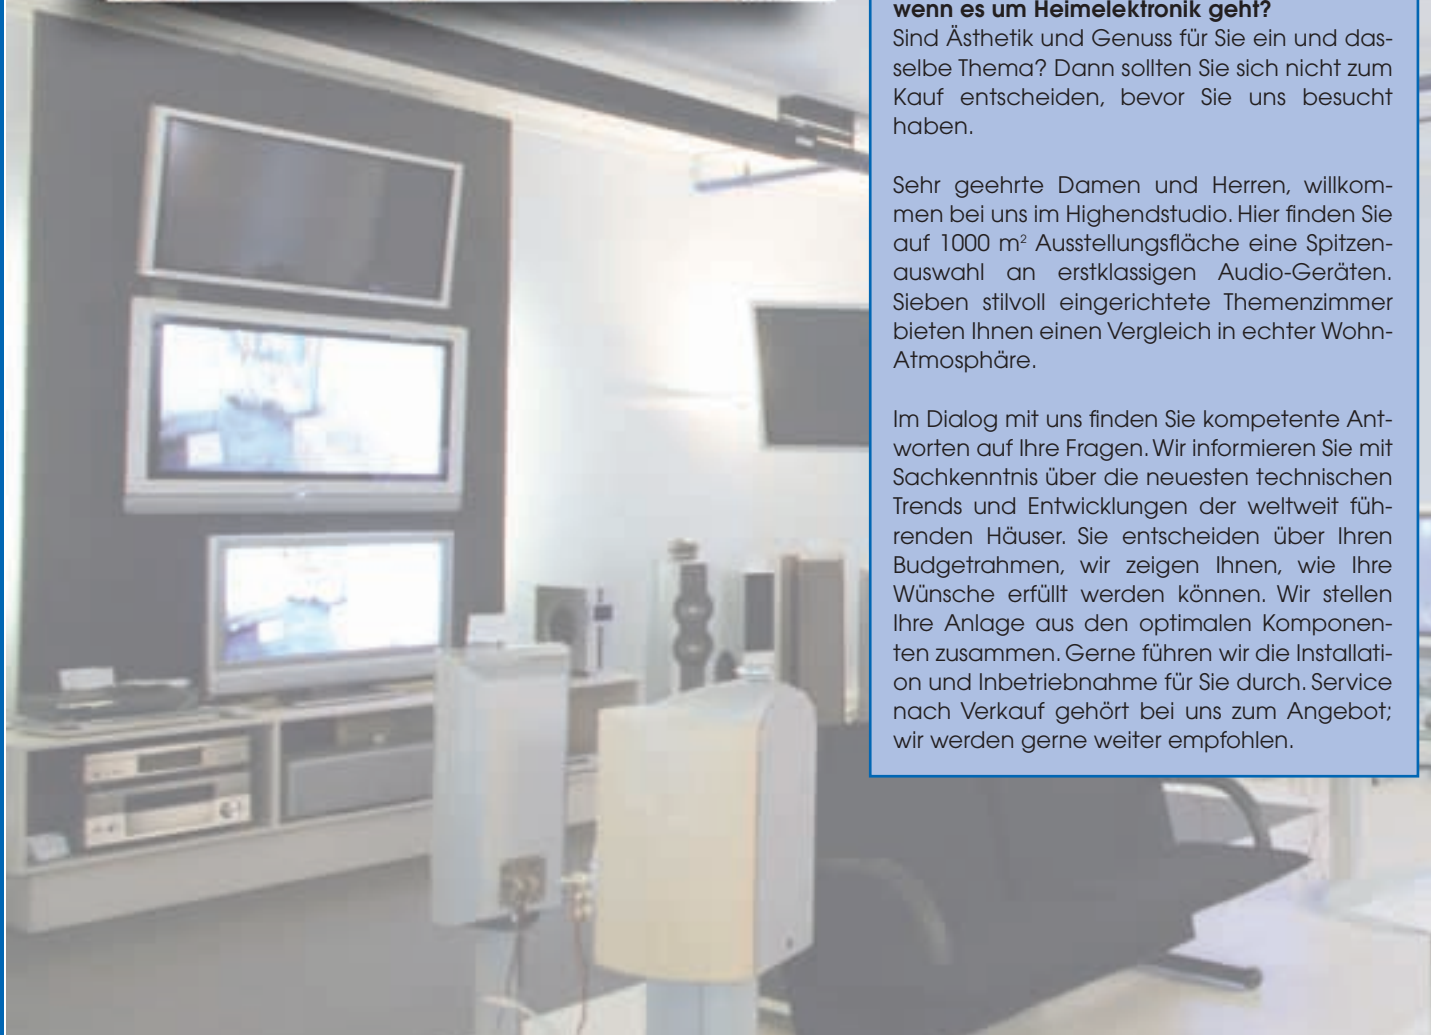 wenn es um Heimelektronik geht?
Sind Ästhetik und Genuss für Sie ein und das-
selbe Thema? Dann sollten Sie sich nicht zum
Kauf entscheiden, bevor Sie uns besucht
haben.
Sehr geehrte Damen und Herren, willkom-
men bei uns im Highendstudio. Hier finden Sie
auf 1000 m² Ausstellungsfläche eine Spitzen-
auswahl an erstklassigen Audio-Geräten.
Sieben stilvoll eingerichtete Themenzimmer
bieten Ihnen einen Vergleich in echter Wohn-
Atmosphäre.
Im Dialog mit uns finden Sie kompetente Ant-
worten auf Ihre Fragen. Wir informieren Sie mit
Sachkenntnis über die neuesten technischen
Trends und Entwicklungen der weltweit füh-
renden Häuser. Sie entscheiden über Ihren
Budgetrahmen, wir zeigen Ihnen, wie Ihre
Wünsche erfüllt werden können. Wir stellen
Ihre Anlage aus den optimalen Komponen-
ten zusammen. Gerne führen wir die Installati-
on und Inbetriebnahme für Sie durch. Service
nach Verkauf gehört bei uns zum Angebot;
wir werden gerne weiter empfohlen.